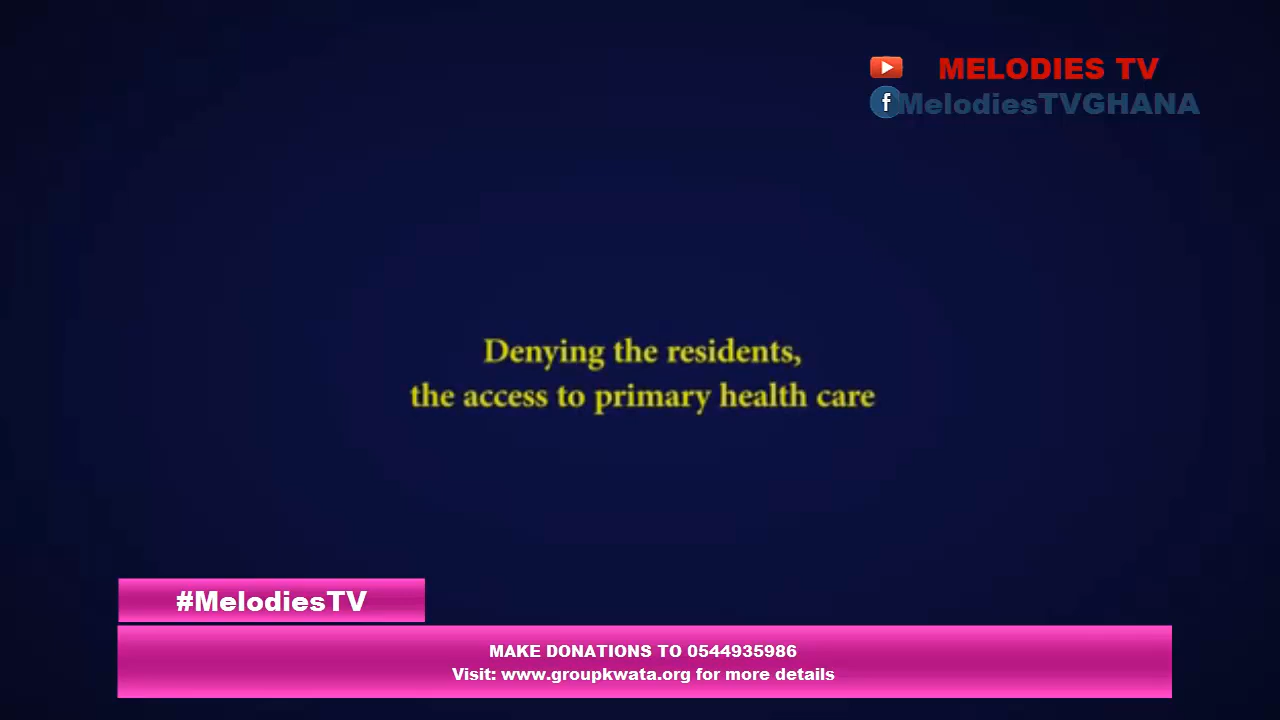 MELODIES TV
MelodiesTVGHANA
Denying the residents,
the access to primary health care
#MelodiesTV
MAKE DONATIONS TO 0544935986
Visit: www.groupkwata.org for more details